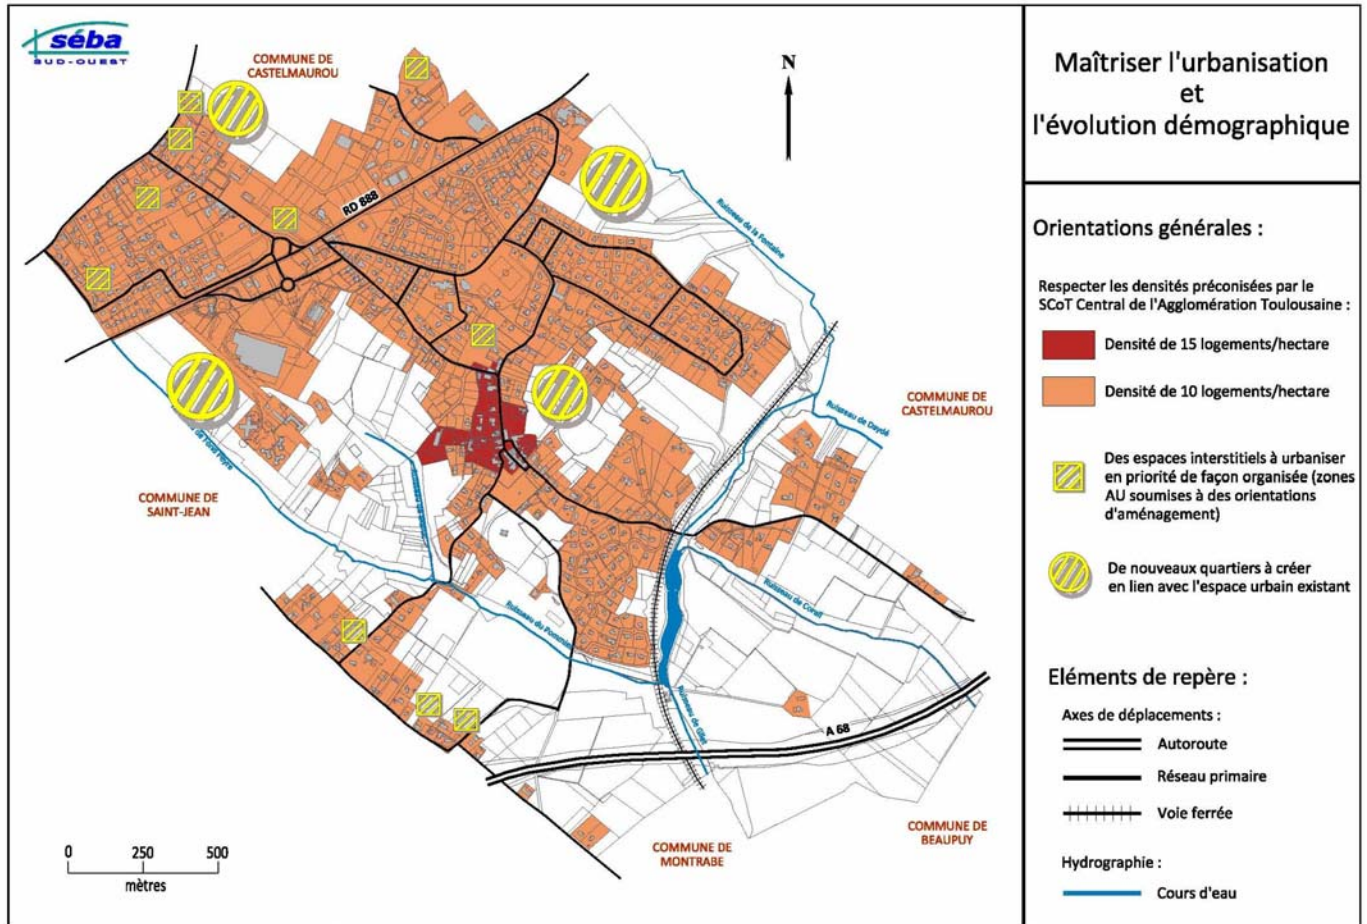 séba
SUD-OUEST
COMMUNE DE
CASTELMAUROU
N
RD 888
Ruisseau de la Fontaine
COMMUNE DE
CASTELMAUROU
Ruisseau de Daydé
COMMUNE DE
SAINT-JEAN
Ruisseau de Coraïl
Ruisseau du Pommier
Ruisseau de Gilet
A 68
COMMUNE DE
BEAUPUY
COMMUNE DE
MONTRABE
0 250 500
mètres
Maîtriser l'urbanisation
et
l'évolution démographique
Orientations générales :
Respecter les densités préconisées par le
SCoT Central de l'Agglomération Toulousaine :
Densité de 15 logements/hectare
Densité de 10 logements/hectare
Des espaces interstitiels à urbaniser
en priorité de façon organisée (zones
AU soumises à des orientations
d'aménagement)
De nouveaux quartiers à créer
en lien avec l'espace urbain existant
Eléments de repère :
Axes de déplacements :
Autoroute
Réseau primaire
Voie ferrée
Hydrographie :
Cours d'eau